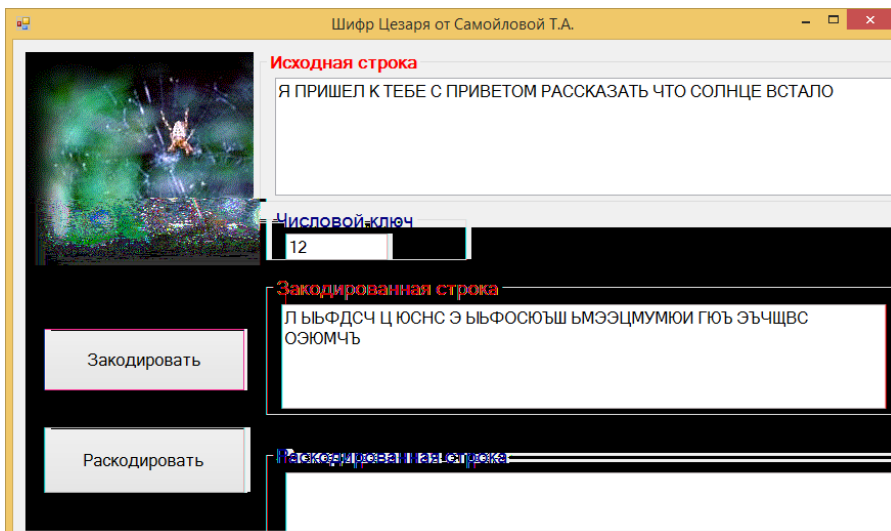 Шифр Цезаря от Самойловой Т.А.
Исходная строка
Я ПРИШЕЛ К ТЕБЕ С ПРИВЕТОМ РАССКАЗАТЬ ЧТО СОЛНЦЕ ВСТАЛО
Числовой ключ
12
Закодированная строка
Л ЫЬФДСЧ Ц ЮСНС Э ЫЬФОСЮЪШ ЬМЭЭЦМУМЮИ ГЮЪ ЭЪЧЩВС
ОЭЮМЧЪ
Закодировать
Раскодировать
Раскодированная строка